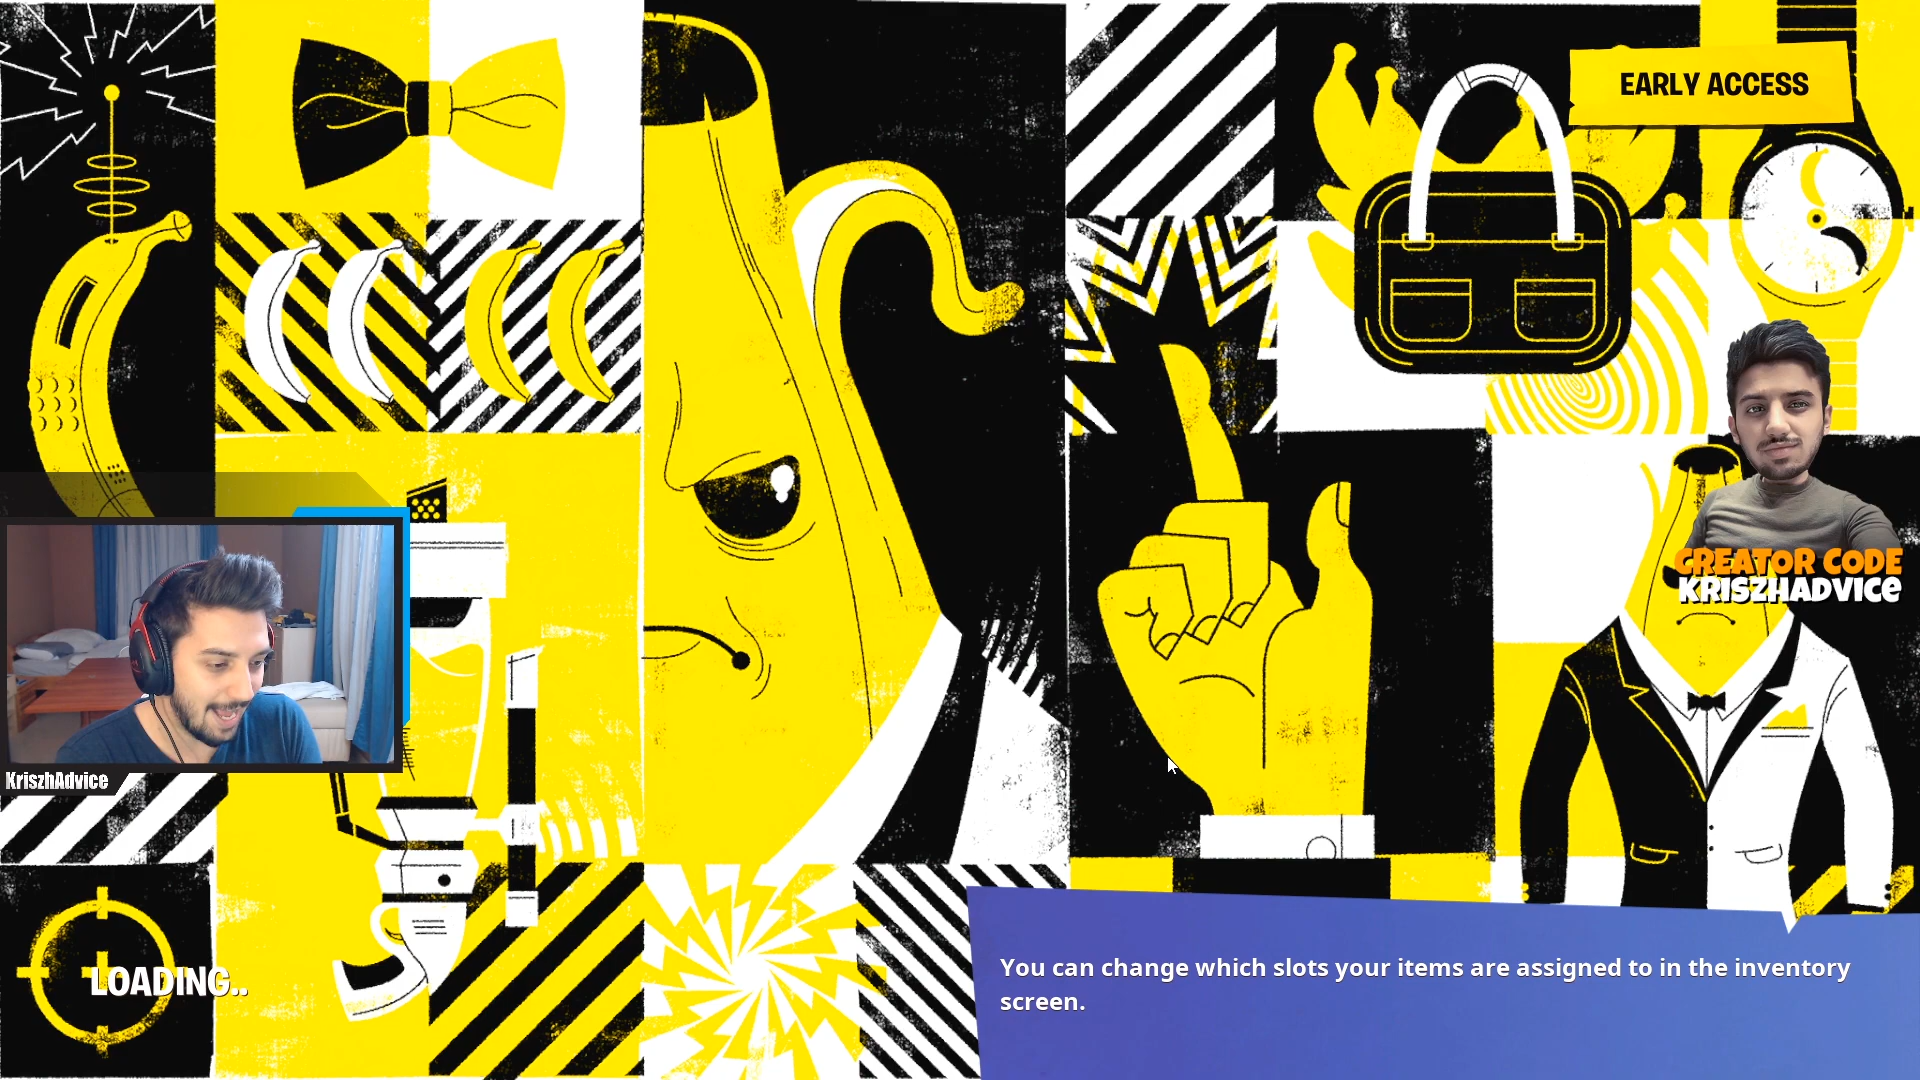 EARLY ACCESS
CREATOR CODE
KRISZHADVICE
KriszhAdvice
LOADING..
You can change which slots your items are assigned to in the inventory
screen.